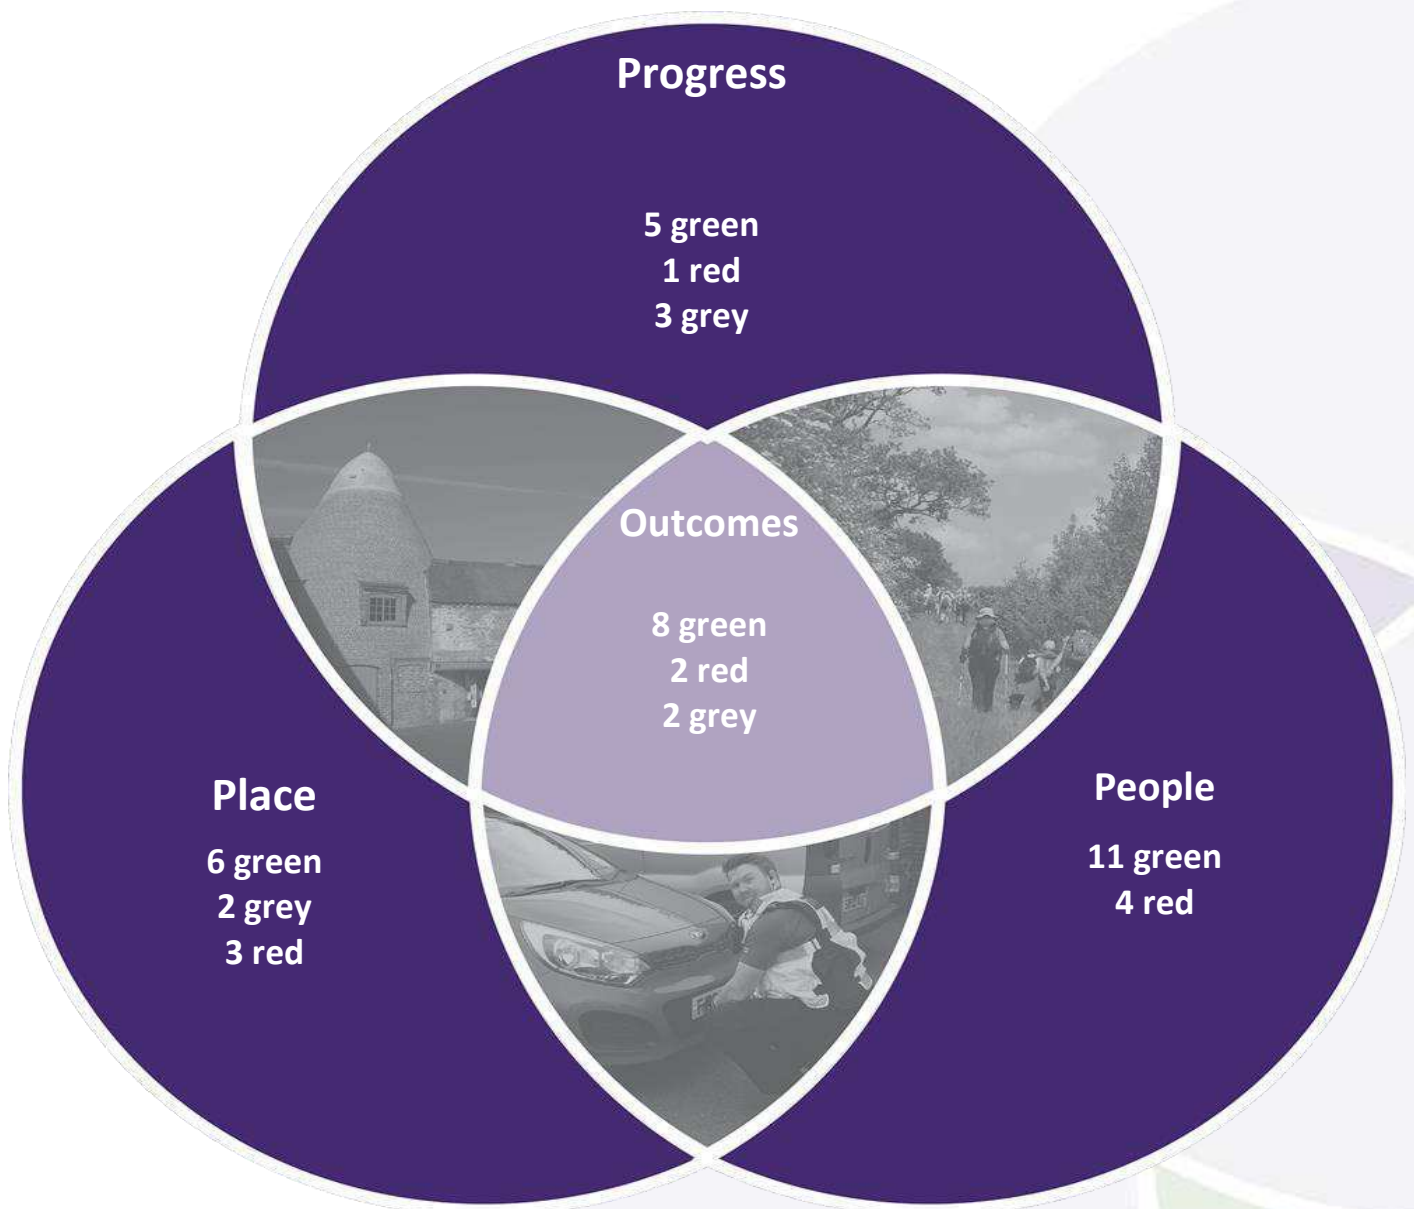 Progress
5 green
1 red
3 grey
Outcomes
8 green
2 red
2 grey
Place
6 green
2 grey
3 red
People
11 green
4 red